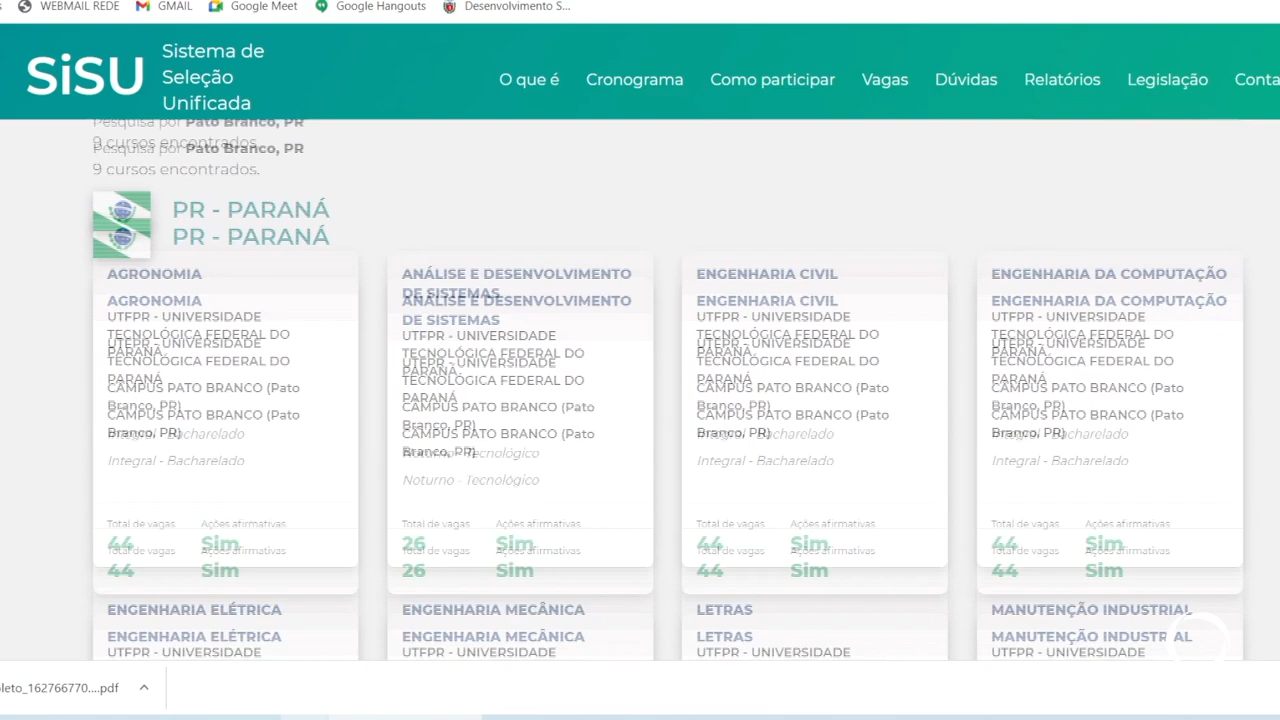 WEBMAIL REDE
GMAIL
Google Meet
Google Hangouts
Desenvolvimento S...
SiSU
Sistema de
Seleção
Unificada
O que é
Cronograma
Como participar
Vagas
Dúvidas
Relatórios
Legislação
Conta
Pesquisa por Pato Branco, PR
9 cursos encontrados.
PR - PARANÁ
AGRONOMIA
UTFPR - UNIVERSIDADE
TECNOLÓGICA FEDERAL DO
PARANÁ
CAMPUS PATO BRANCO (Pato
Branco, PR)
Integral - Bacharelado
Total de vagas
Ações afirmativas
44
Sim
ANÁLISE E DESENVOLVIMENTO
DE SISTEMAS
UTFPR - UNIVERSIDADE
TECNOLÓGICA FEDERAL DO
PARANÁ
CAMPUS PATO BRANCO (Pato
Branco, PR)
Noturno - Tecnológico
Total de vagas
Ações afirmativas
26
Sim
ENGENHARIA CIVIL
UTFPR - UNIVERSIDADE
TECNOLÓGICA FEDERAL DO
PARANÁ
CAMPUS PATO BRANCO (Pato
Branco, PR)
Integral - Bacharelado
Total de vagas
Ações afirmativas
44
Sim
ENGENHARIA DA COMPUTAÇÃO
UTFPR - UNIVERSIDADE
TECNOLÓGICA FEDERAL DO
PARANÁ
CAMPUS PATO BRANCO (Pato
Branco, PR)
Integral - Bacharelado
Total de vagas
Ações afirmativas
44
Sim
ENGENHARIA ELÉTRICA
UTFPR - UNIVERSIDADE
ENGENHARIA MECÂNICA
UTFPR - UNIVERSIDADE
LETRAS
UTFPR - UNIVERSIDADE
MANUTENÇÃO INDUSTRIAL
UTFPR - UNIVERSIDADE
leto_162766770....pdf